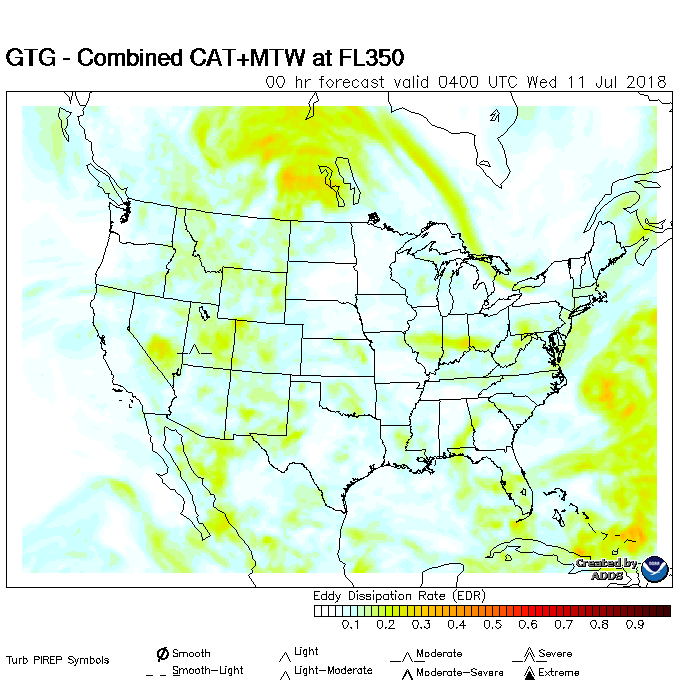 GTG - Combined CAT+MTW at FL350
00 hr forecast valid 0400 UTC Wed 11 Jul 2018
Created by
ADDS
Eddy Dissipation Rate (EDR)
0.1 0.2 0.3 0.4 0.5 0.6 0.7 0.8 0.9
Turb PIREP Symbols
Smooth Light Moderate Severe
Smooth-Light Light-Moderate Moderate-Severe Extreme